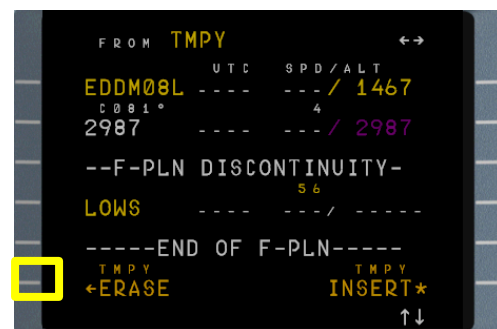 FROM TMPY ←→
UTC SPD/ALT
EDDM08L ---- ---/ 1467
C081° 4
2987 ---- ---/ 2987
--F-PLN DISCONTINUITY-
56
LOWS ---- ---/ -----
-----END OF F-PLN-----
TMPY TMPY
←ERASE INSERT*
↑↓